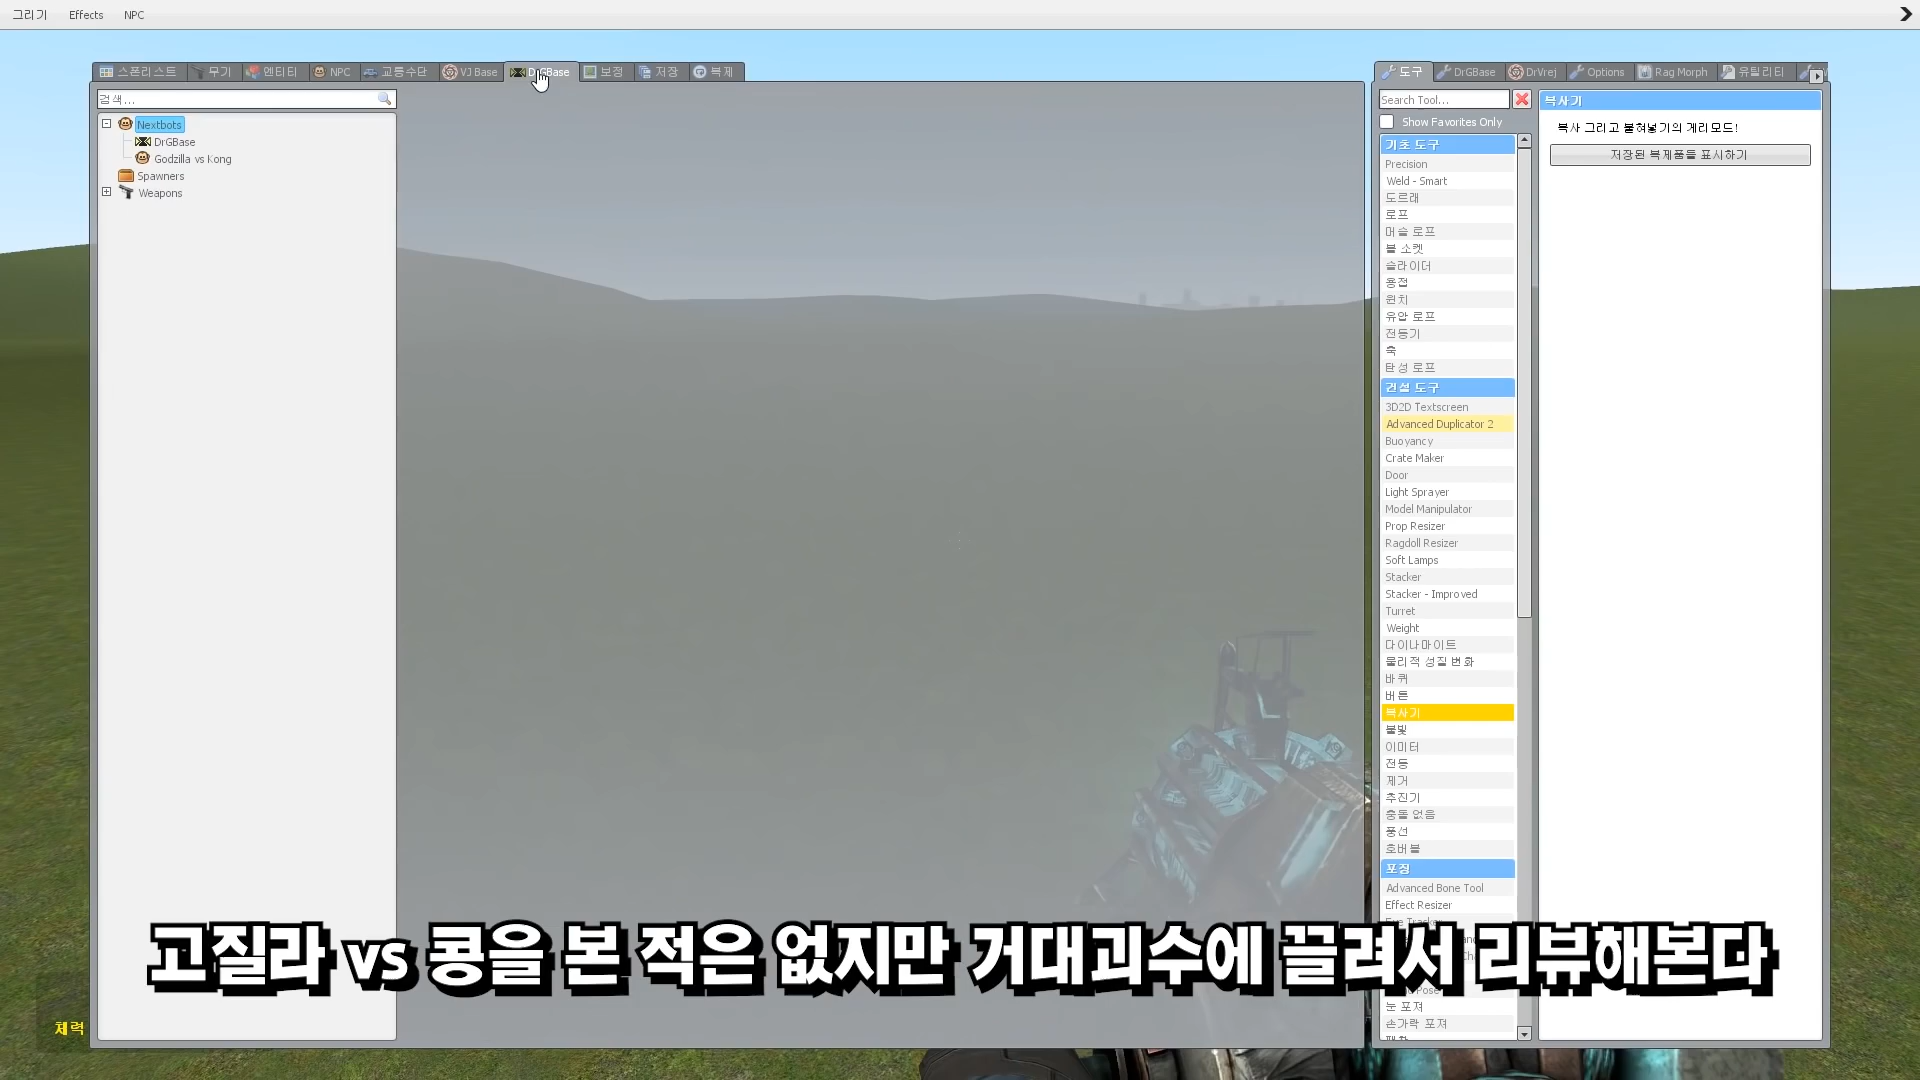 그리기 Effects NPC
스폰리스트 무기 엔티티 NPC 교통수단 VJ Base DrGBase 보정 저장 복제
검색...
Nextbots
DrGBase
Godzilla vs Kong
Spawners
Weapons
도구 DrGBase DrVrej Options Rag Morph 유틸리티
Search Tool...
Show Favorites Only
기초 도구
Precision
Weld - Smart
도르래
로프
머슬 로프
볼 소켓
슬라이더
용접
윈치
유압 로프
전동기
축
탄성 로프
건설 도구
3D2D Textscreen
Advanced Duplicator 2
Buoyancy
Crate Maker
Door
Light Sprayer
Model Manipulator
Prop Resizer
Ragdoll Resizer
Soft Lamps
Stacker
Stacker - Improved
Turret
Weight
다이나마이트
물리적 성질 변화
바퀴
버튼
복사기
불빛
이미터
전등
제거
추진기
충돌 없음
풍선
호버볼
포징
Advanced Bone Tool
Effect Resizer
눈 포져
손가락 포져
복사기
복사 그리고 붙혀넣기의 게리모드!
저장된 복제품들 표시하기
고질라 vs 콩을 본 적은 없지만 거대괴수에 끌려서 리뷰해본다
체력